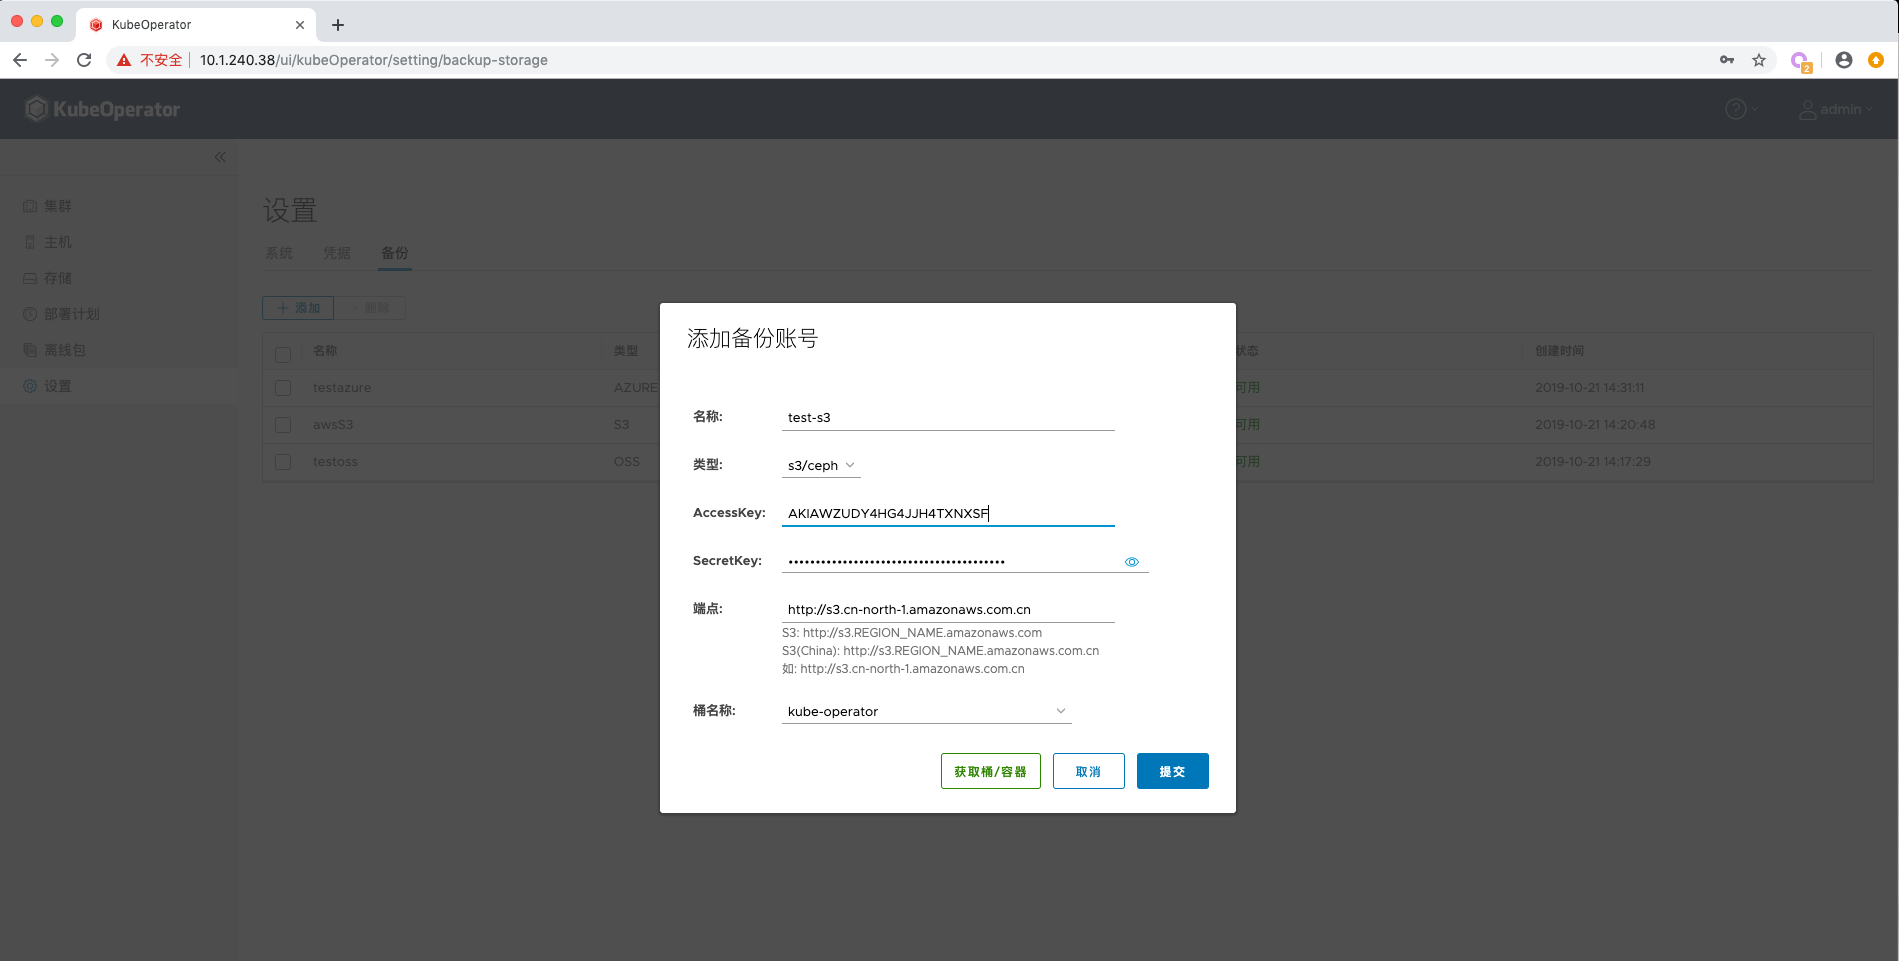 KubeOperator
不安全 10.1.240.38/ui/kubeOperator/setting/backup-storage
2
KubeOperator
? admin
集群
主机
存储
部署计划
离线包
设置
设置
系统 凭据 备份
添加 删除
名称 类型 状态 创建时间
testazure AZURE 可用 2019-10-21 14:31:11
awsS3 S3 可用 2019-10-21 14:20:48
testoss OSS 可用 2019-10-21 14:17:29
添加备份账号
名称: test-s3
类型: s3/ceph
AccessKey: AKIAWZUDY4HG4JJH4TXNXSF
SecretKey: ••••••••••••••••••••••••••••••••••••••••
端点: http://s3.cn-north-1.amazonaws.com.cn
S3: http://s3.REGION_NAME.amazonaws.com
S3(China): http://s3.REGION_NAME.amazonaws.com.cn
如: http://s3.cn-north-1.amazonaws.com.cn
桶名称: kube-operator
获取桶/容器 取消 提交